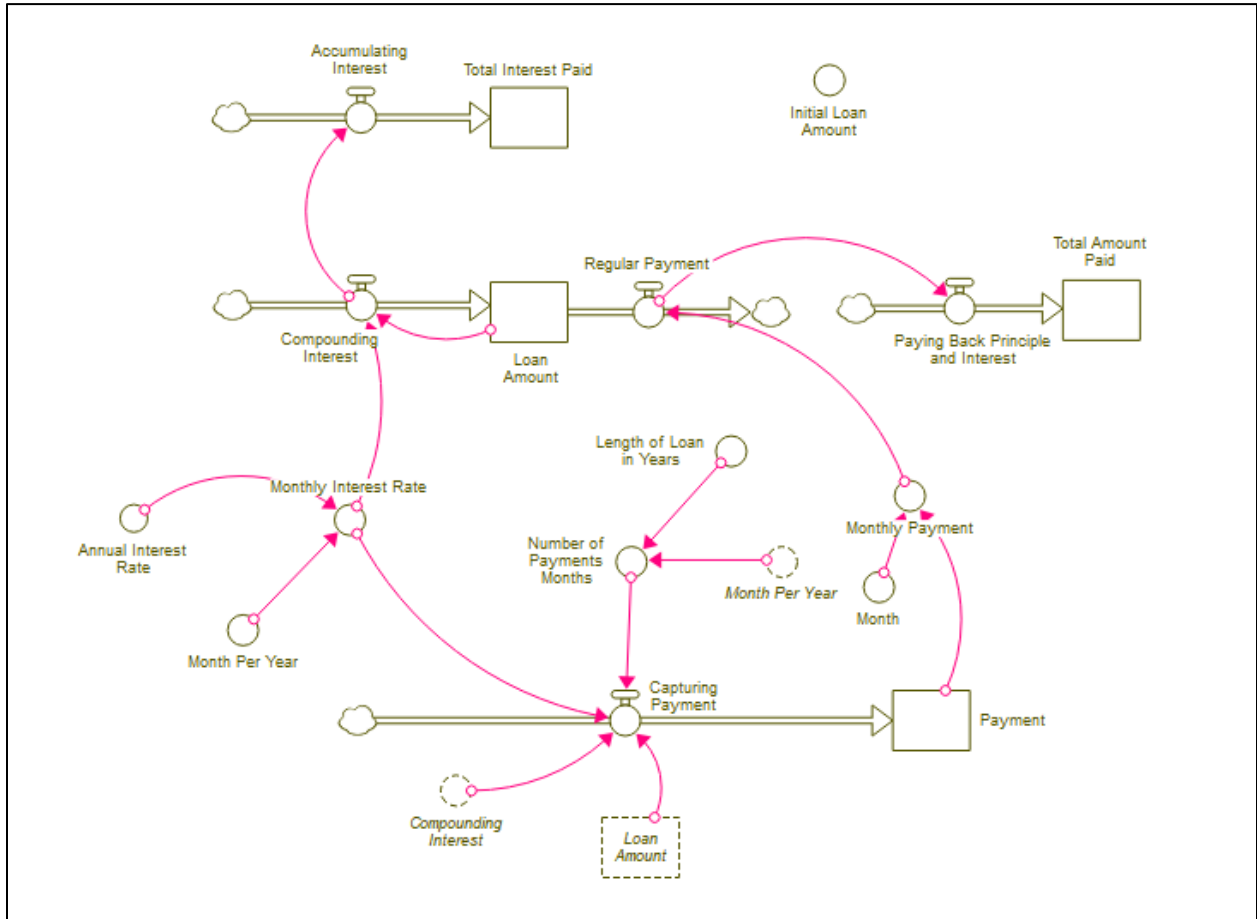 Accumulating
Interest
Total Interest Paid
Initial Loan
Amount
Regular Payment
Total Amount
Paid
Compounding
Interest
Loan
Amount
Paying Back Principle
and Interest
Length of Loan
in Years
Monthly Interest Rate
Annual Interest
Rate
Number of
Payments
Months
Month Per Year
Monthly Payment
Month
Month Per Year
Capturing
Payment
Payment
Compounding
Interest
Loan
Amount